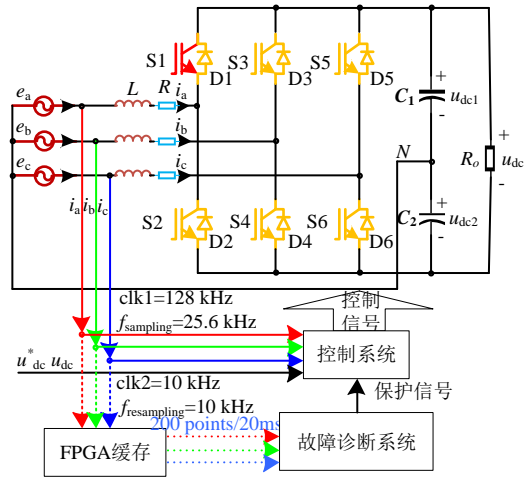 S1 S3 S5
D1 D3 D5
e_a L R i_a
e_b i_b
e_c i_c
C_1 + u_dc1 -
N
R_o + u_dc -
C_2 + u_dc2 -
i_a i_b i_c
S2 S4 S6
D2 D4 D6
clk1=128 kHz
f_sampling=25.6 kHz
控制
信号
u*_dc u_dc
控制系统
clk2=10 kHz
f_resampling=10 kHz
保护信号
200 points/20ms
FPGA缓存
故障诊断系统